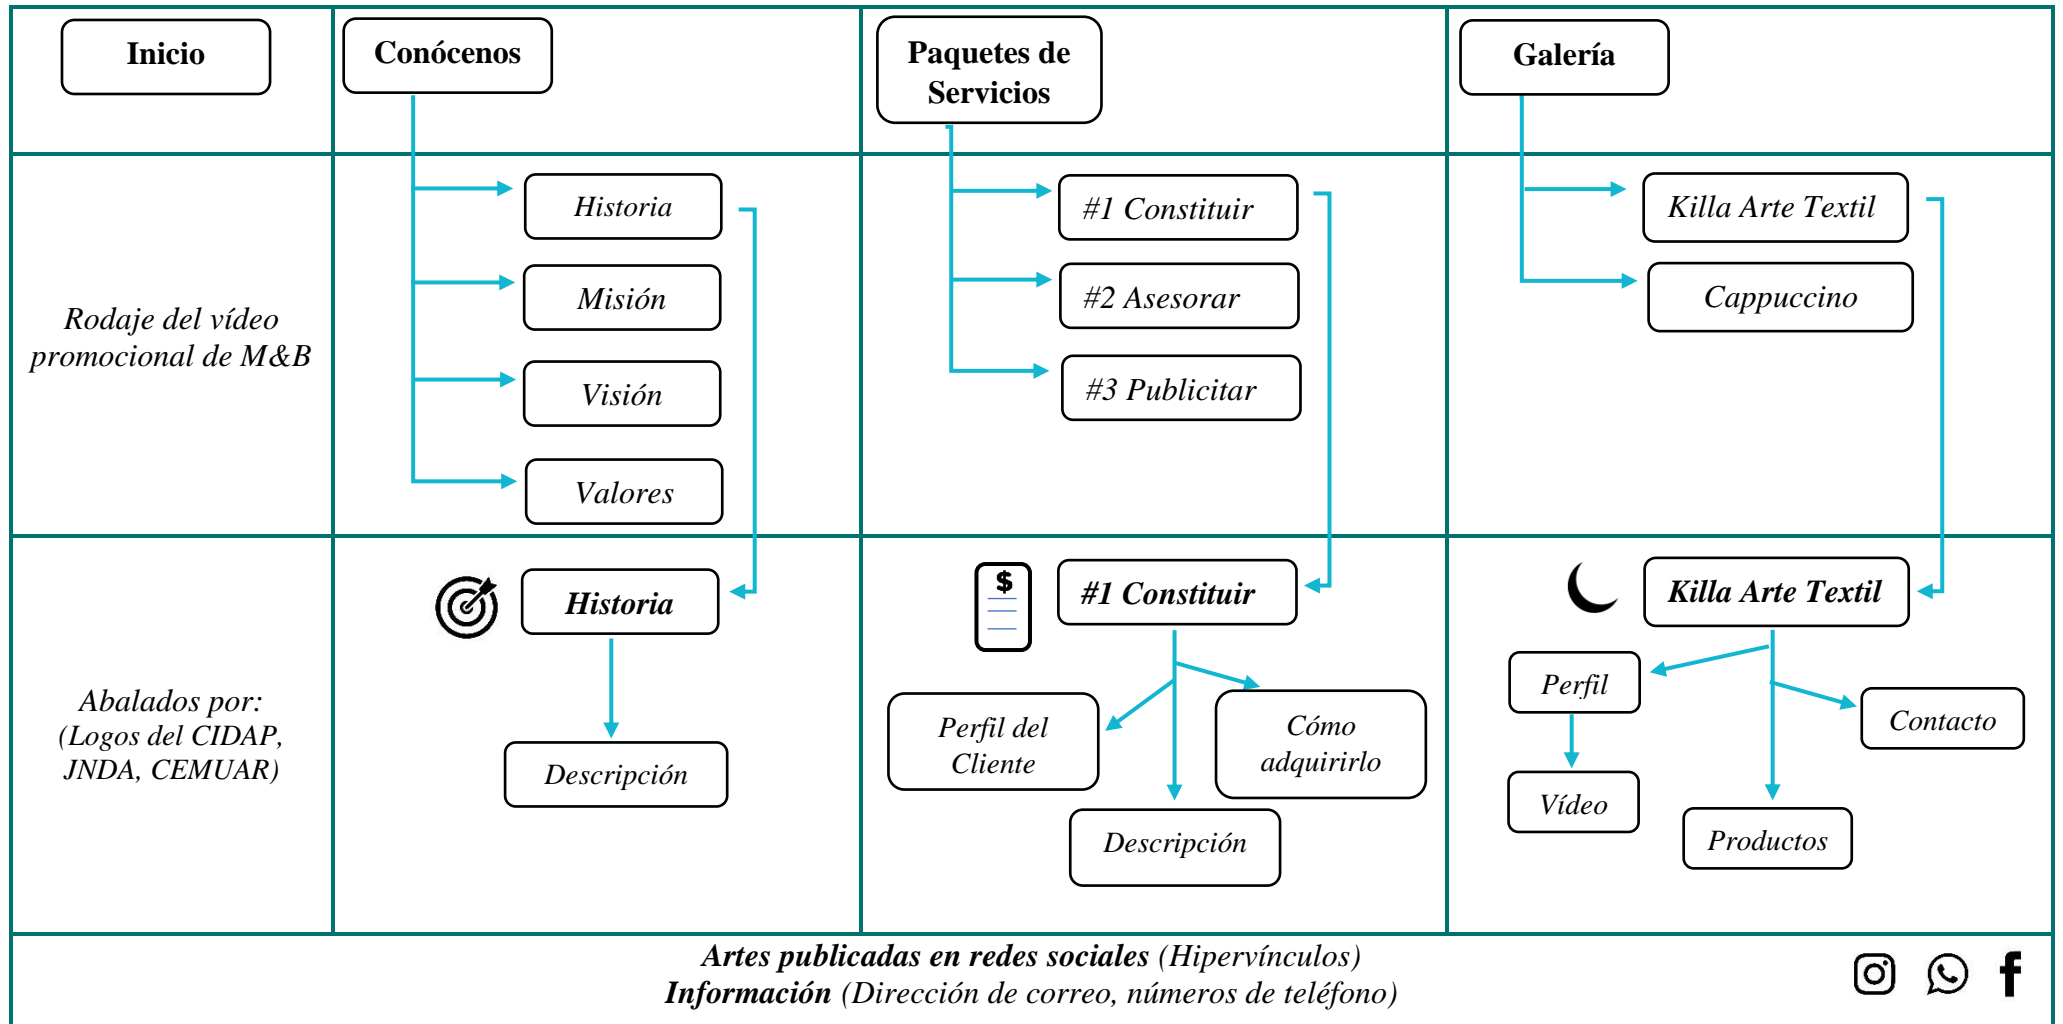 Inicio
Conócenos
Paquetes de
Servicios
Galería
Rodaje del vídeo
promocional de M&B
Historia
Misión
Visión
Valores
#1 Constituir
#2 Asesorar
#3 Publicitar
Killa Arte Textil
Cappuccino
Abalados por:
(Logos del CIDAP,
JNDA, CEMUAR)
Historia
Descripción
$
#1 Constituir
Perfil del
Cliente
Cómo
adquirirlo
Descripción
Killa Arte Textil
Perfil
Contacto
Vídeo
Productos
Artes publicadas en redes sociales (Hipervínculos)
Información (Dirección de correo, números de teléfono)